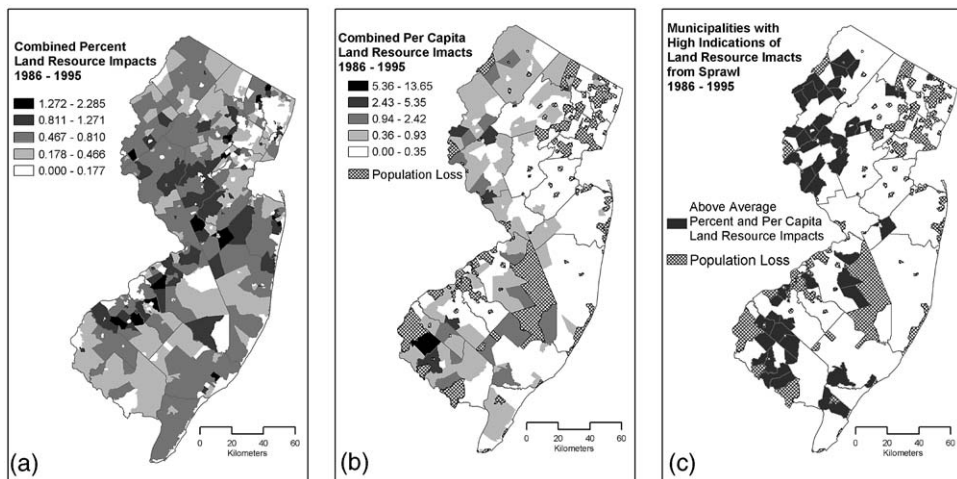 Combined Percent
Land Resource Impacts
1986 - 1995
1.272 - 2.285
0.811 - 1.271
0.467 - 0.810
0.178 - 0.466
0.000 - 0.177
0 20 40 60
Kilometers
(a)
Combined Per Capita
Land Resource Imacts
1986 - 1995
5.36 - 13.65
2.43 - 5.35
0.94 - 2.42
0.36 - 0.93
0.00 - 0.35
Population Loss
0 20 40 60
Kilometers
(b)
Municipalities with
High Indications of
Land Resource Imacts
from Sprawl
1986 - 1995
Above Average
Percent and Per Capita
Land Resource Impacts
Population Loss
0 20 40 60
Kilometers
(c)